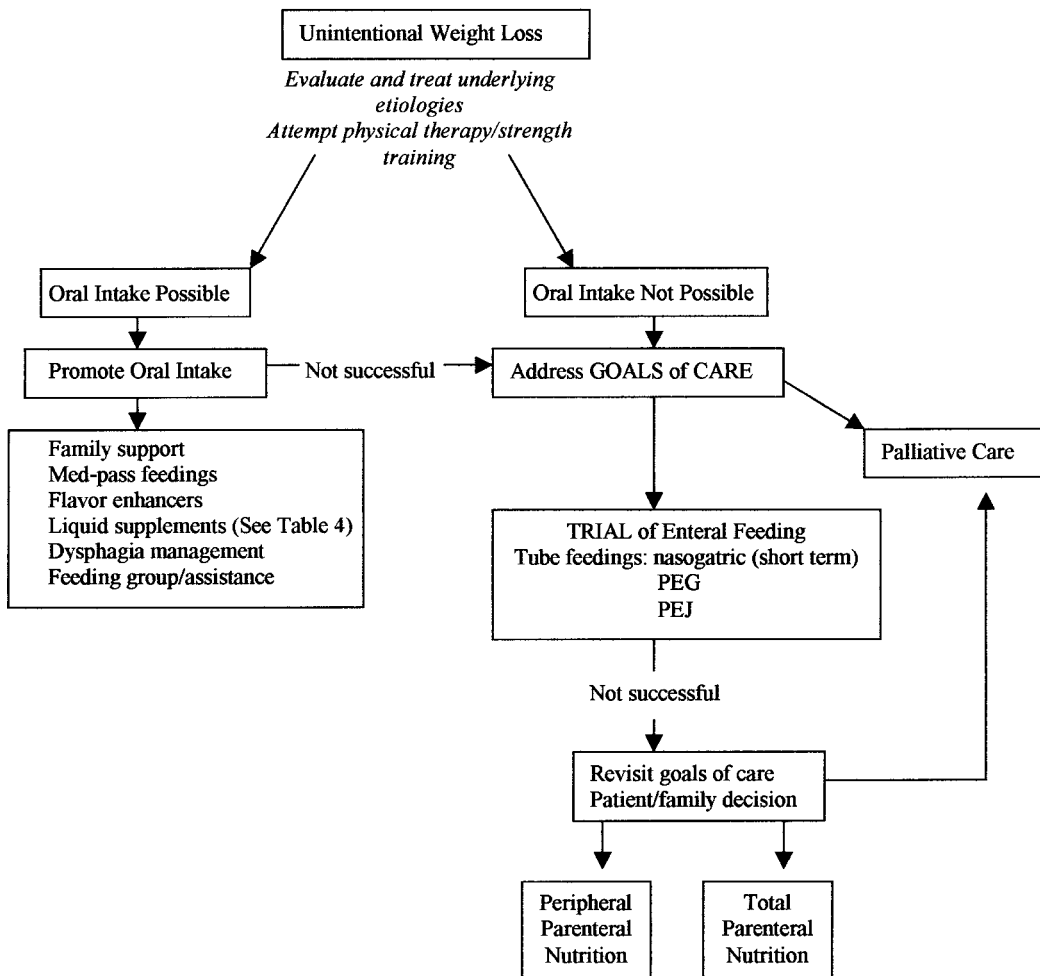 Unintentional Weight Loss
Evaluate and treat underlying
etiologies
Attempt physical therapy/strength
training
Oral Intake Possible
Oral Intake Not Possible
Promote Oral Intake
Not successful
Address GOALS of CARE
Family support
Med-pass feedings
Flavor enhancers
Liquid supplements (See Table 4)
Dysphagia management
Feeding group/assistance
Palliative Care
TRIAL of Enteral Feeding
Tube feedings: nasogatric (short term)
PEG
PEJ
Not successful
Revisit goals of care
Patient/family decision
Peripheral
Parenteral
Nutrition
Total
Parenteral
Nutrition